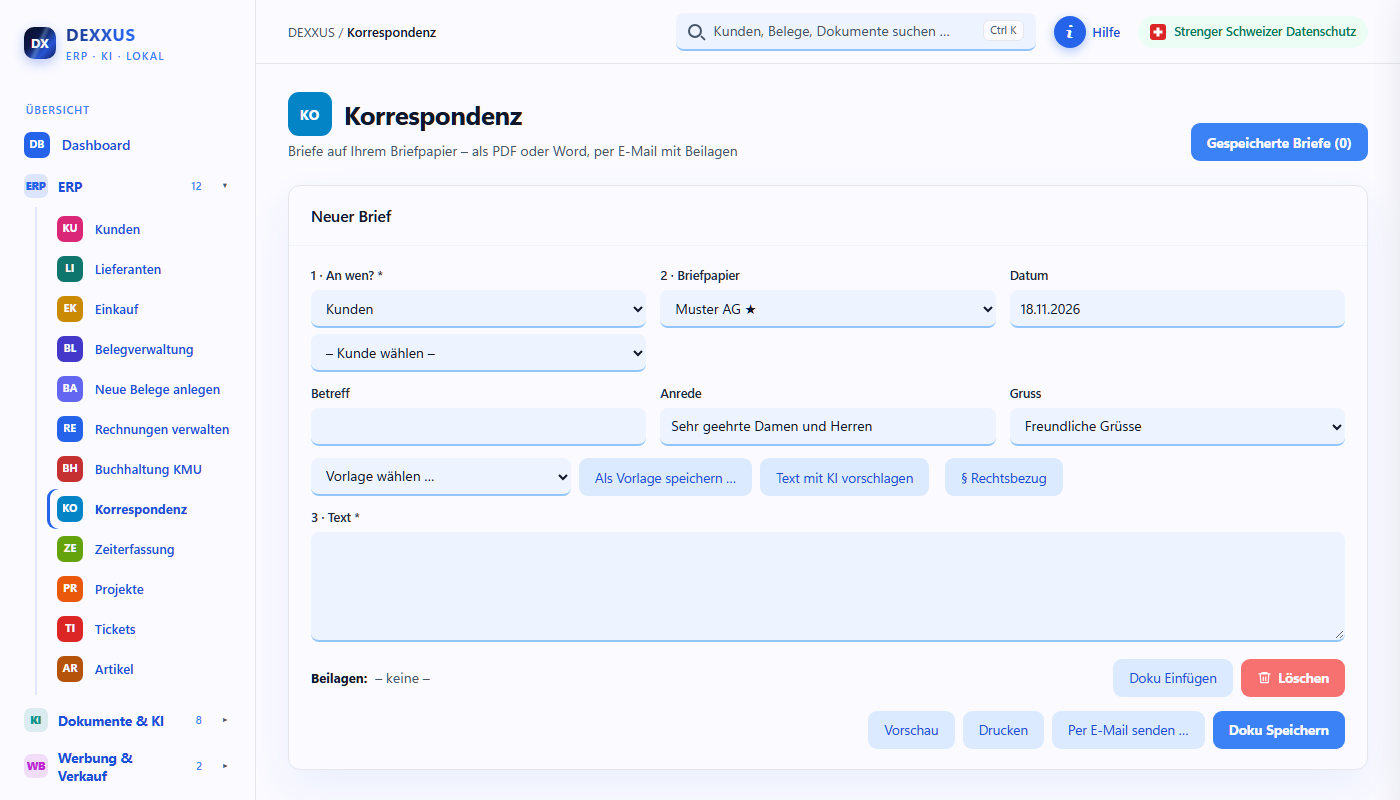 DX
DEXXUS
ERP · KI · LOKAL
ÜBERSICHT
DB Dashboard
ERP ERP 12 ▾
KU Kunden
LI Lieferanten
EK Einkauf
BL Belegverwaltung
BA Neue Belege anlegen
RE Rechnungen verwalten
BH Buchhaltung KMU
KO Korrespondenz
ZE Zeiterfassung
PR Projekte
TI Tickets
AR Artikel
KI Dokumente & KI 8 ▸
WB Werbung & Verkauf 2 ▸
DEXXUS / Korrespondenz
Kunden, Belege, Dokumente suchen ... Ctrl K
i Hilfe
Strenger Schweizer Datenschutz
KO Korrespondenz
Briefe auf Ihrem Briefpapier – als PDF oder Word, per E-Mail mit Beilagen
Gespeicherte Briefe (0)
Neuer Brief
1 · An wen? * 2 · Briefpapier Datum
Kunden Muster AG ★ 18.11.2026
– Kunde wählen –
Betreff Anrede Gruss
Sehr geehrte Damen und Herren Freundliche Grüsse
Vorlage wählen ... Als Vorlage speichern ... Text mit KI vorschlagen § Rechtsbezug
3 · Text *
Beilagen: – keine – Doku Einfügen Löschen
Vorschau Drucken Per E-Mail senden ... Doku Speichern